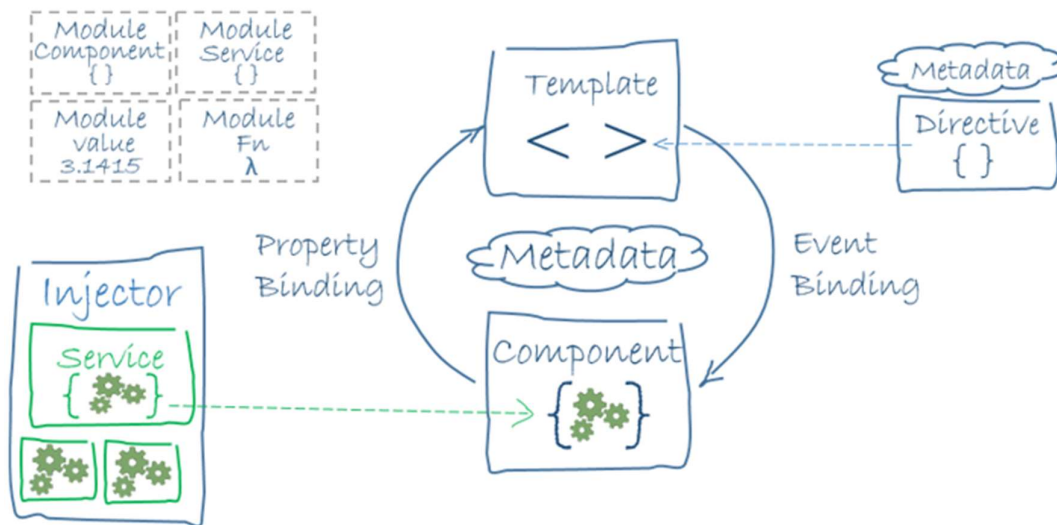 Module
Component
{ }
Module
Service
{ }
Module
value
3.1415
Module
Fn
λ
Template
< >
Metadata
Directive
{ }
Property
Binding
Metadata
Event
Binding
Injector
Service
{ }
Component
{ }